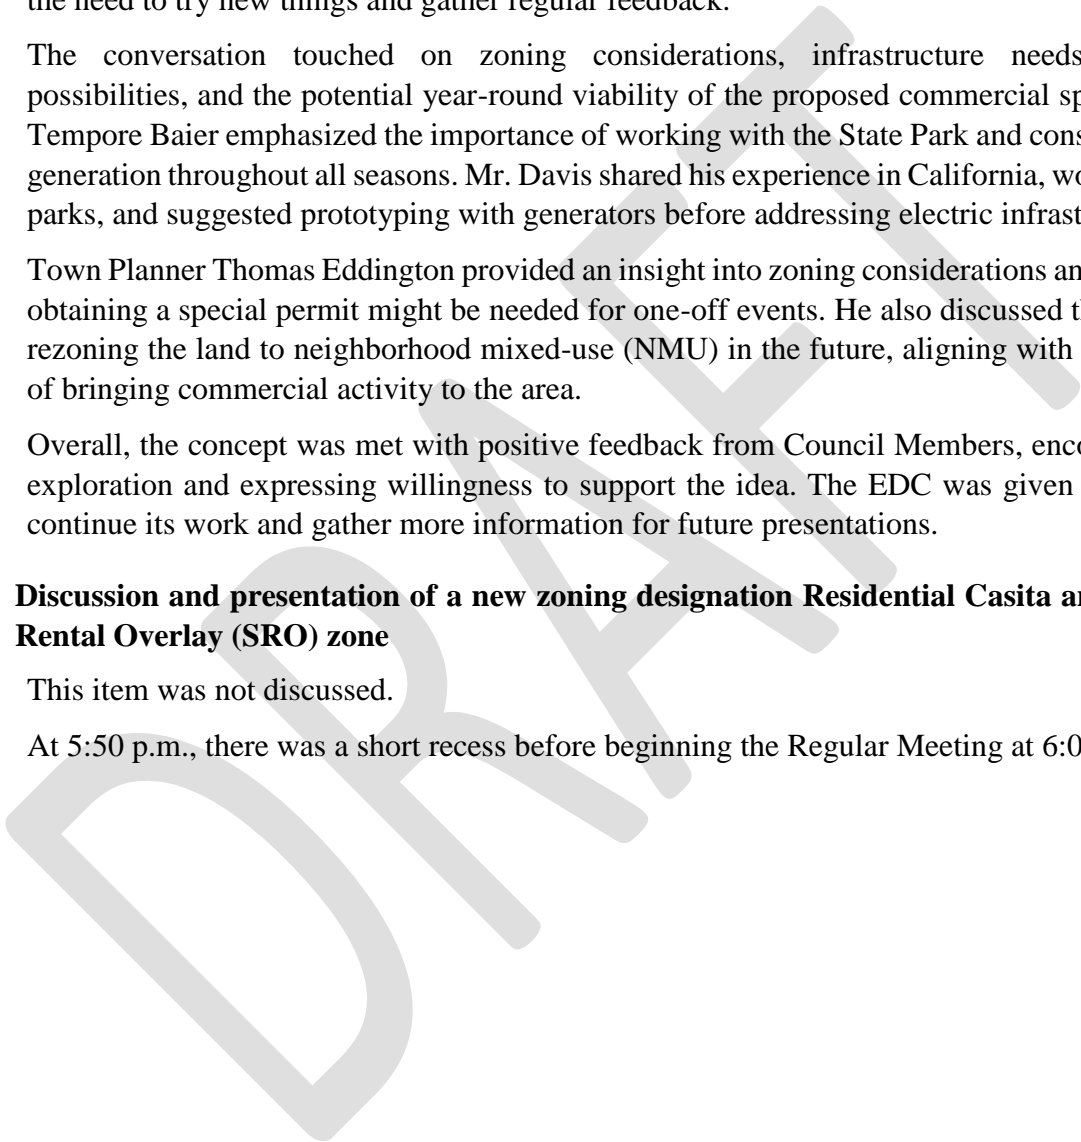 the need to try new things and gather regular feedback.
The conversation touched on zoning considerations, infrastructure needs
possibilities, and the potential year-round viability of the proposed commercial
Tempore Baier emphasized the importance of working with the State Park and
generation throughout all seasons. Mr. Davis shared his experience in California,
parks, and suggested prototyping with generators before addressing electric
Town Planner Thomas Eddington provided an insight into zoning considerations
obtaining a special permit might be needed for one-off events. He also discussed
rezoning the land to neighborhood mixed-use (NMU) in the future, aligning with
of bringing commercial activity to the area.
Overall, the concept was met with positive feedback from Council Members,
exploration and expressing willingness to support the idea. The EDC was given
continue its work and gather more information for future presentations.
Discussion and presentation of a new zoning designation Residential Casita
Rental Overlay (SRO) zone
This item was not discussed.
At 5:50 p.m., there was a short recess before beginning the Regular Meeting at
DRAFT